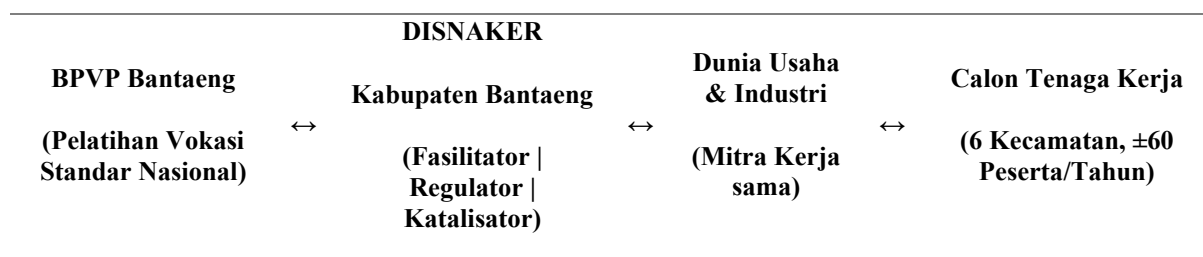 BPVP Bantaeng
(Pelatihan Vokasi
Standar Nasional)
↔
DISNAKER
Kabupaten Bantaeng
(Fasilitator |
Regulator |
Katalisator)
↔
Dunia Usaha
& Industri
(Mitra Kerja
sama)
↔
Calon Tenaga Kerja
(6 Kecamatan, ±60
Peserta/Tahun)